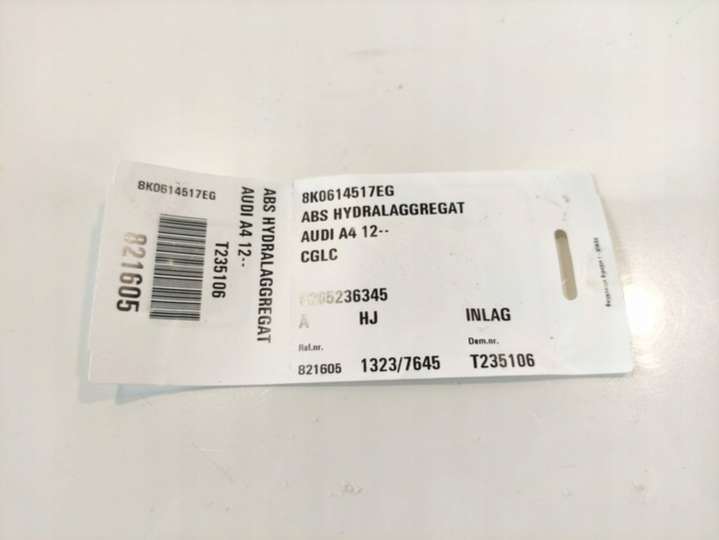 8K0614517EG
821605
T235106
AUDI A4 12--
ABS HYDRALAGGREGAT
8K0614517EG
ABS HYDRALAGGREGAT
AUDI A4 12--
CGLC
A
HJ
INLAG
Ref.nr.
Dem.nr.
821605
1323/7645
T235106